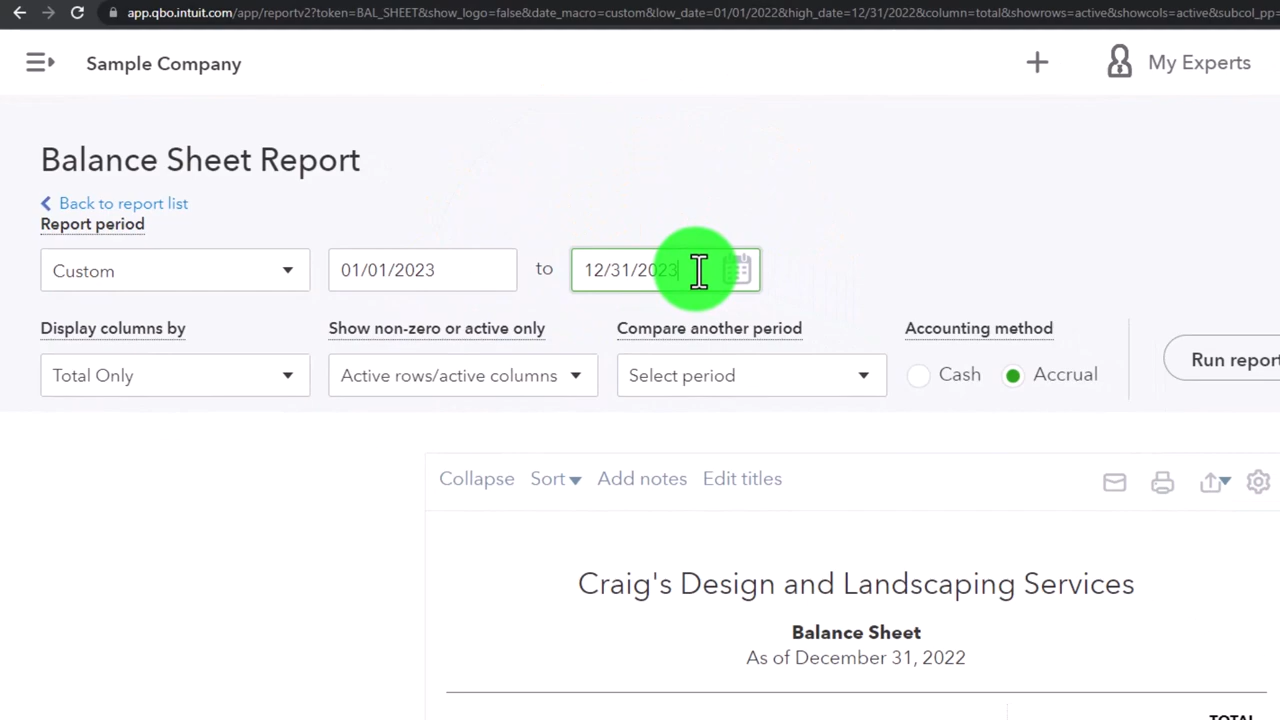 app.qbo.intuit.com/app/reportv2?token=BAL_SHEET&show_logo=false&date_macro=custom&low_date=01/01/2022&high_date=12/31/2022&column=total&showrows=active&showcols=active&subcol_pp=
Sample Company
My Experts
Balance Sheet Report
Back to report list
Report period
Custom 01/01/2023 to 12/31/2023
Display columns by Show non-zero or active only Compare another period Accounting method
Total Only Active rows/active columns Select period Cash Accrual Run report
Collapse Sort Add notes Edit titles
Craig's Design and Landscaping Services
Balance Sheet
As of December 31, 2022
TOTAL